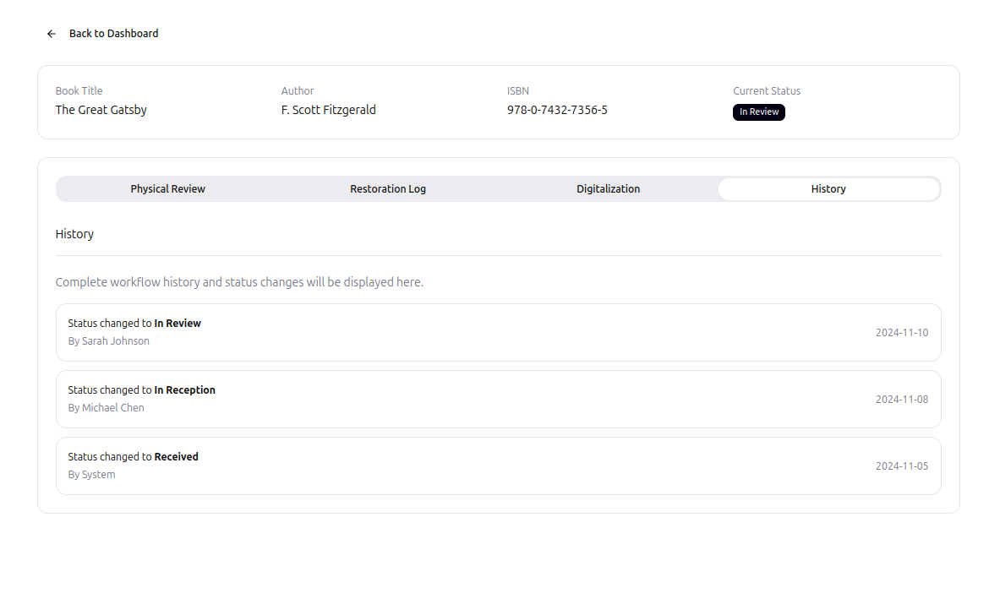 Back to Dashboard
Book Title
The Great Gatsby
Author
F. Scott Fitzgerald
ISBN
978-0-7432-7356-5
Current Status
In Review
Physical Review
Restoration Log
Digitalization
History
History
Complete workflow history and status changes will be displayed here.
Status changed to In Review
By Sarah Johnson
2024-11-10
Status changed to In Reception
By Michael Chen
2024-11-08
Status changed to Received
By System
2024-11-05